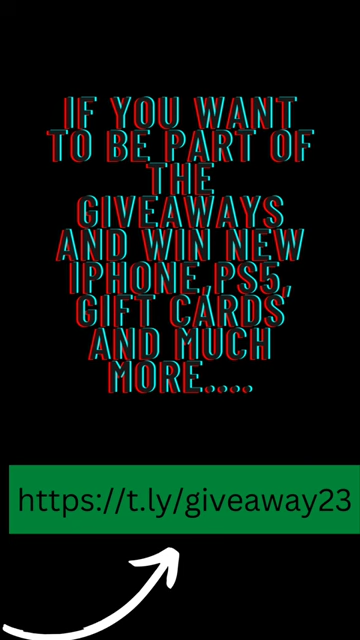 IF YOU WANT
TO BE PART OF
THE
GIVEAWAYS
AND WIN NEW
IPHONE,PS5,
GIFT CARDS
AND MUCH
MORE.....
https://t.ly/giveaway23